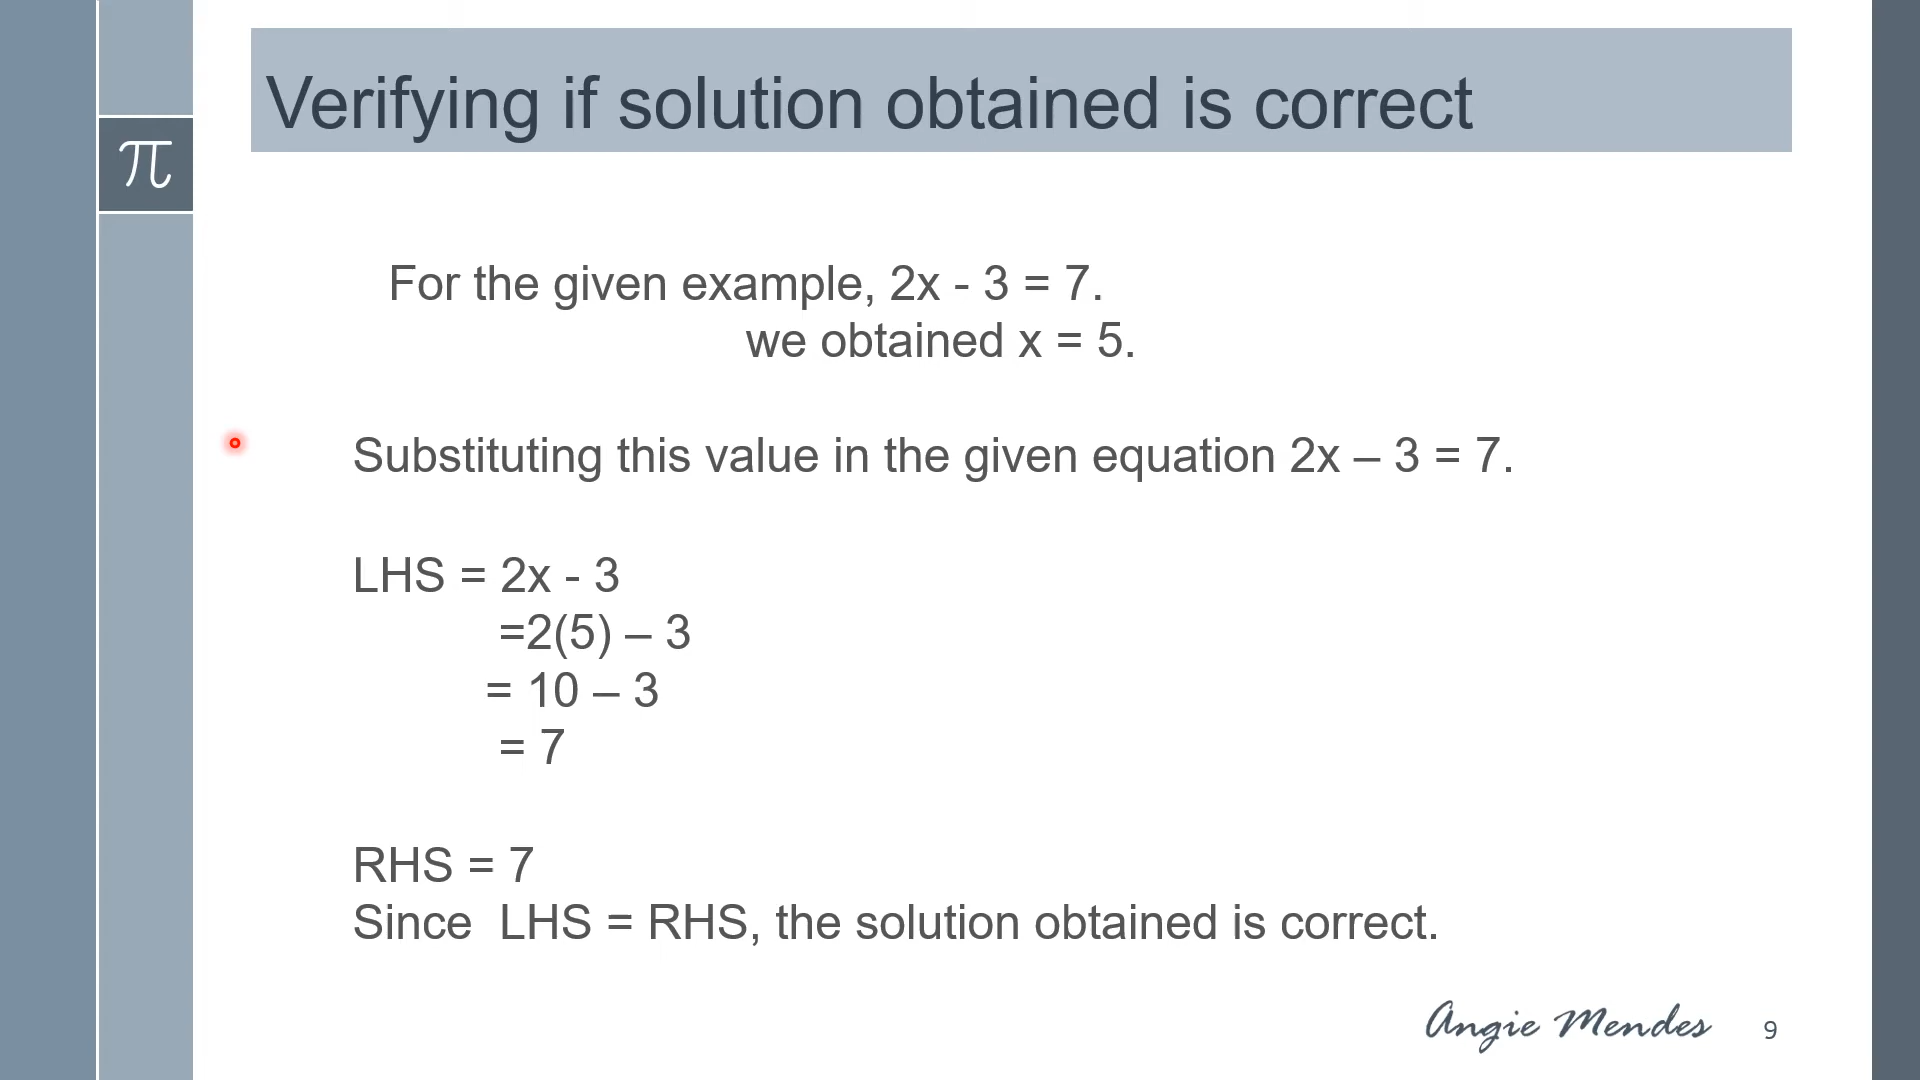 Verifying if solution obtained is correct
π
For the given example, 2x - 3 = 7.
we obtained x = 5.
Substituting this value in the given equation 2x – 3 = 7.
LHS = 2x - 3
=2(5) – 3
= 10 – 3
= 7
RHS = 7
Since LHS = RHS, the solution obtained is correct.
Angie Mendes
9